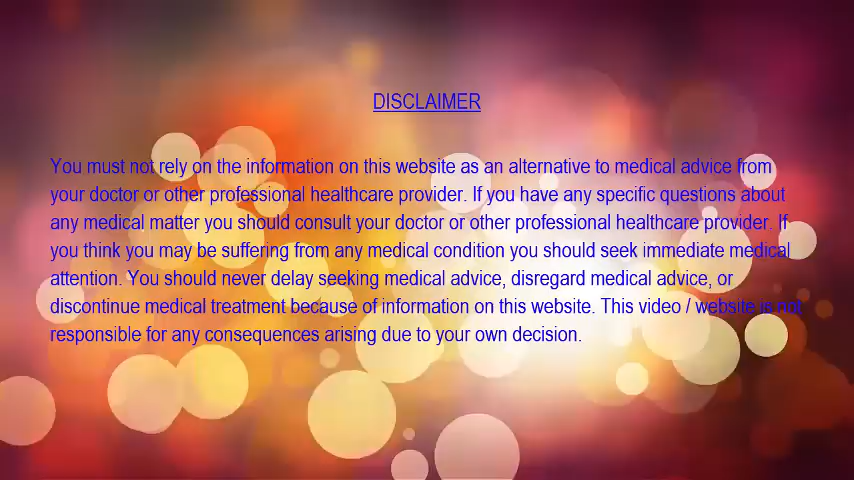 DISCLAIMER
You must not rely on the information on this website as an alternative to medical advice from
your doctor or other professional healthcare provider. If you have any specific questions about
any medical matter you should consult your doctor or other professional healthcare provider. If
you think you may be suffering from any medical condition you should seek immediate medical
attention. You should never delay seeking medical advice, disregard medical advice, or
discontinue medical treatment because of information on this website. This video / website is not
responsible for any consequences arising due to your own decision.